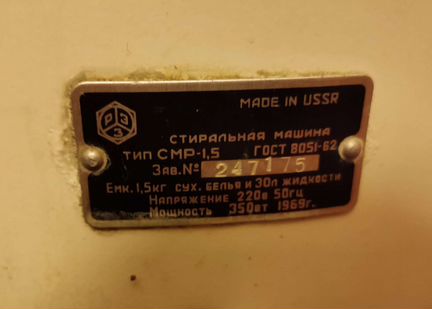 РЭЗ
MADE IN USSR
СТИРАЛЬНАЯ МАШИНА
ТИП СМР-1,5 ГОСТ 8051-62
Зав.№ 247175
Емк. 1,5кг сух. белья и 30л жидкости
Напряжение 220в 50гц
Мощность 350вт 1969г.